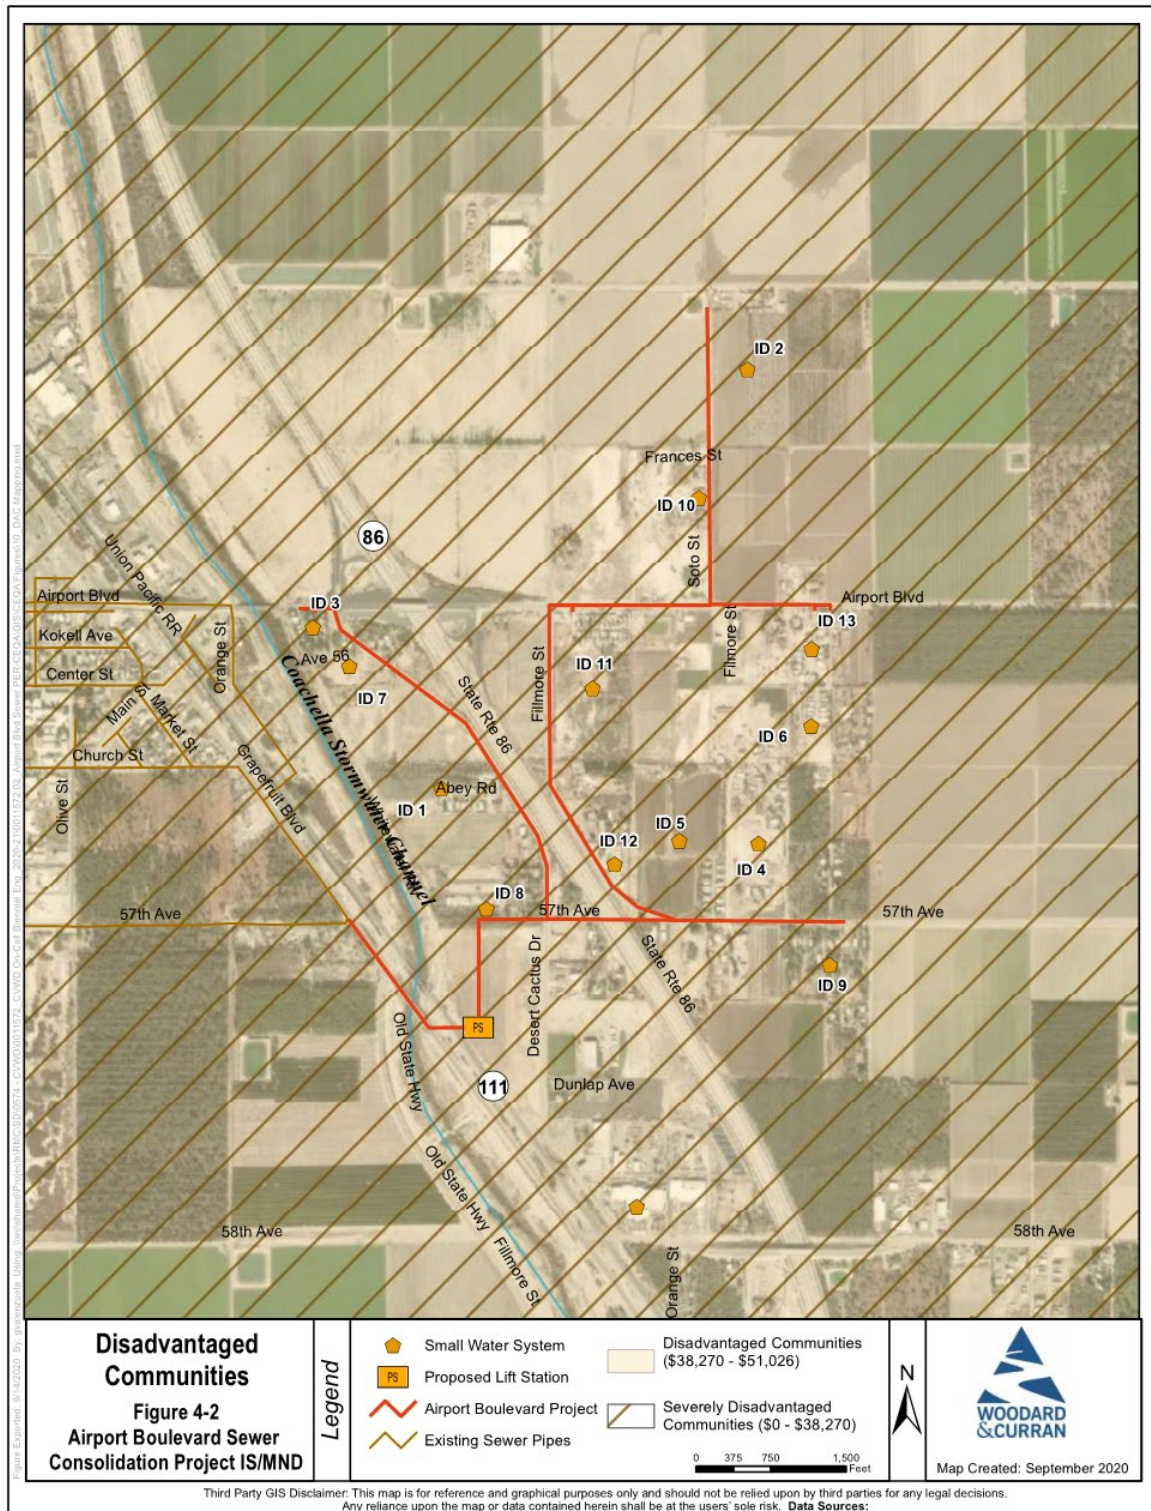 ID 2
Frances St
ID 10
Soto St
86
Union Pacific RR
Airport Blvd
ID 3
Airport Blvd
Kokell Ave
Orange St
Ave 56
Filmore St
ID 13
Center St
Coachella Stormwater Channel
ID 7
State Rte 86
Fillmore St
ID 11
Main St
Market St
Church St
Grapefruit Blvd
ID 6
Olive St
ID 1
Abey Rd
ID 12
ID 5
ID 4
57th Ave
ID 8
57th Ave
57th Ave
Desert Cactus Dr
State Rte 86
ID 9
PS
Old State Hwy
111
Dunlap Ave
Old State Hwy
58th Ave
Fillmore St
Orange St
58th Ave
Disadvantaged
Communities
Figure 4-2
Airport Boulevard Sewer
Consolidation Project IS/MND
Legend
Small Water System
PS Proposed Lift Station
Airport Boulevard Project
Existing Sewer Pipes
Disadvantaged Communities
($38,270 - $51,026)
Severely Disadvantaged
Communities ($0 - $38,270)
0 375 750 1,500
Feet
N
WOODARD
&CURRAN
Map Created: September 2020
Third Party GIS Disclaimer: This map is for reference and graphical purposes only and should not be relied upon by third parties for any legal decisions.
Any reliance upon the map or data contained herein shall be at the users' sole risk. Data Sources: